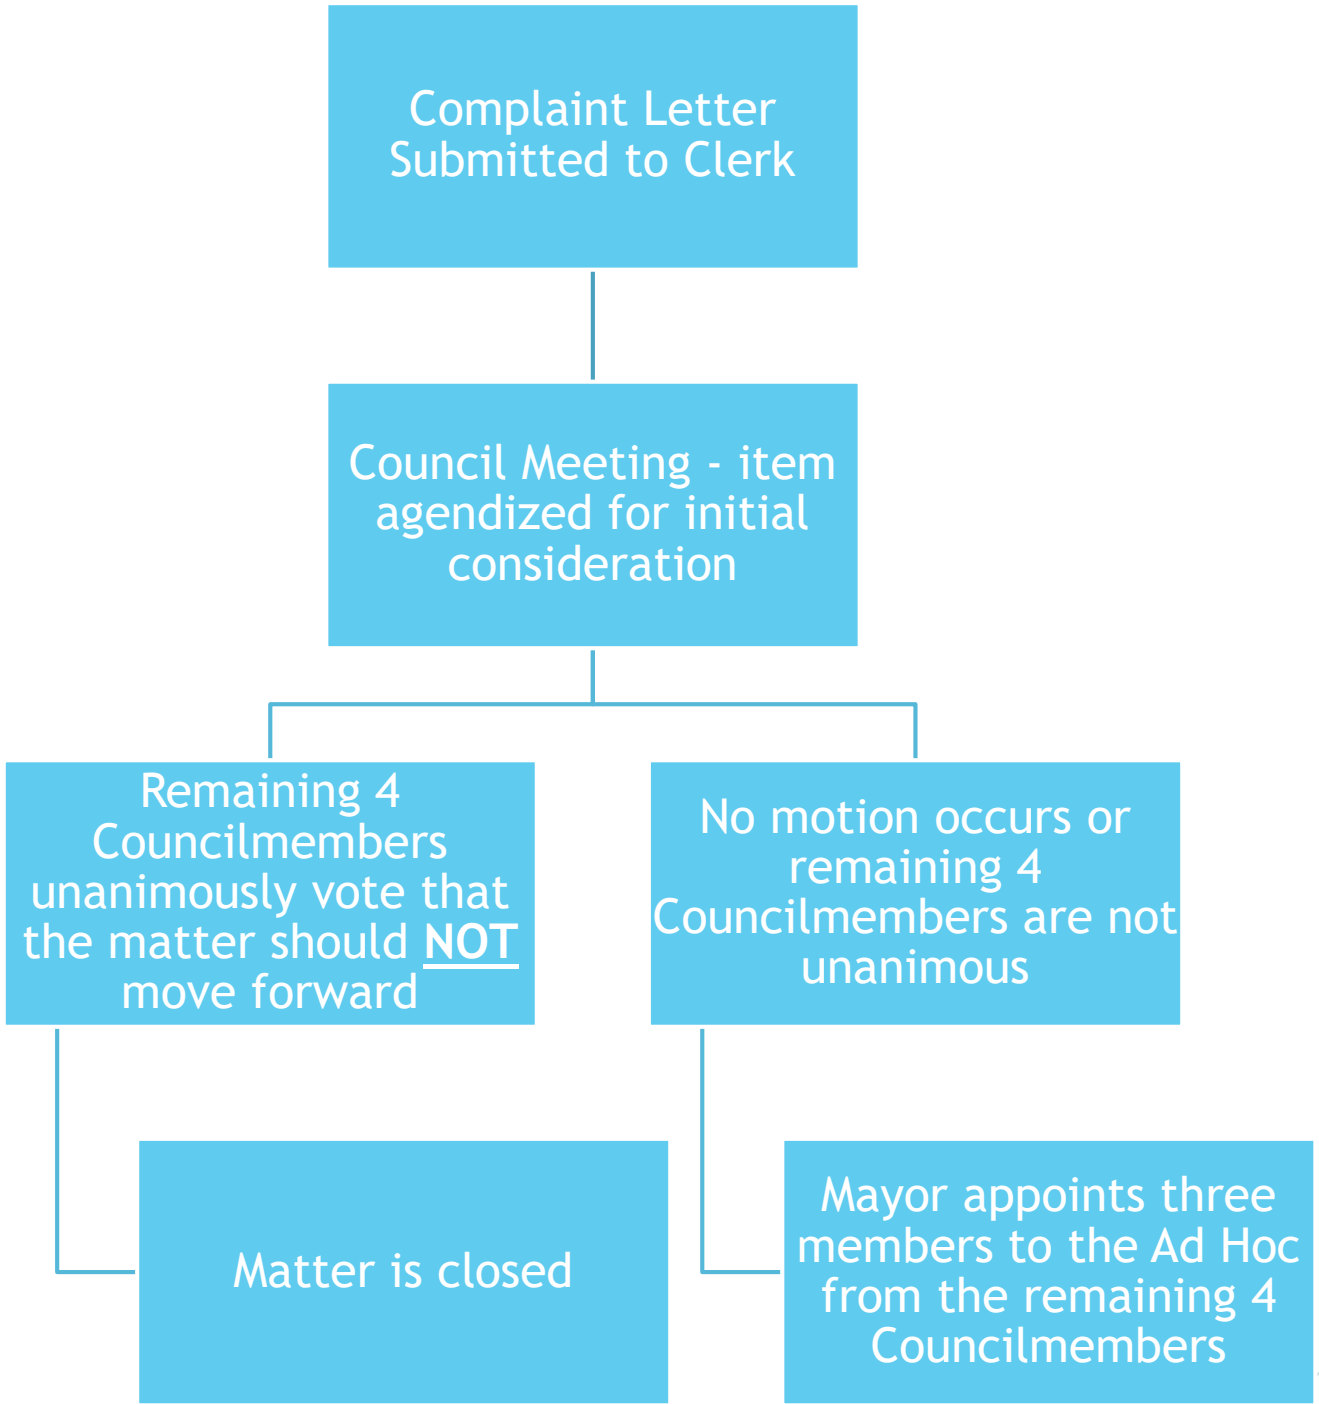 Complaint Letter
Submitted to Clerk
Council Meeting - item
agendized for initial
consideration
Remaining 4
Councilmembers
unanimously vote that
the matter should NOT
move forward
No motion occurs or
remaining 4
Councilmembers are not
unanimous
Matter is closed
Mayor appoints three
members to the Ad Hoc
from the remaining 4
Councilmembers